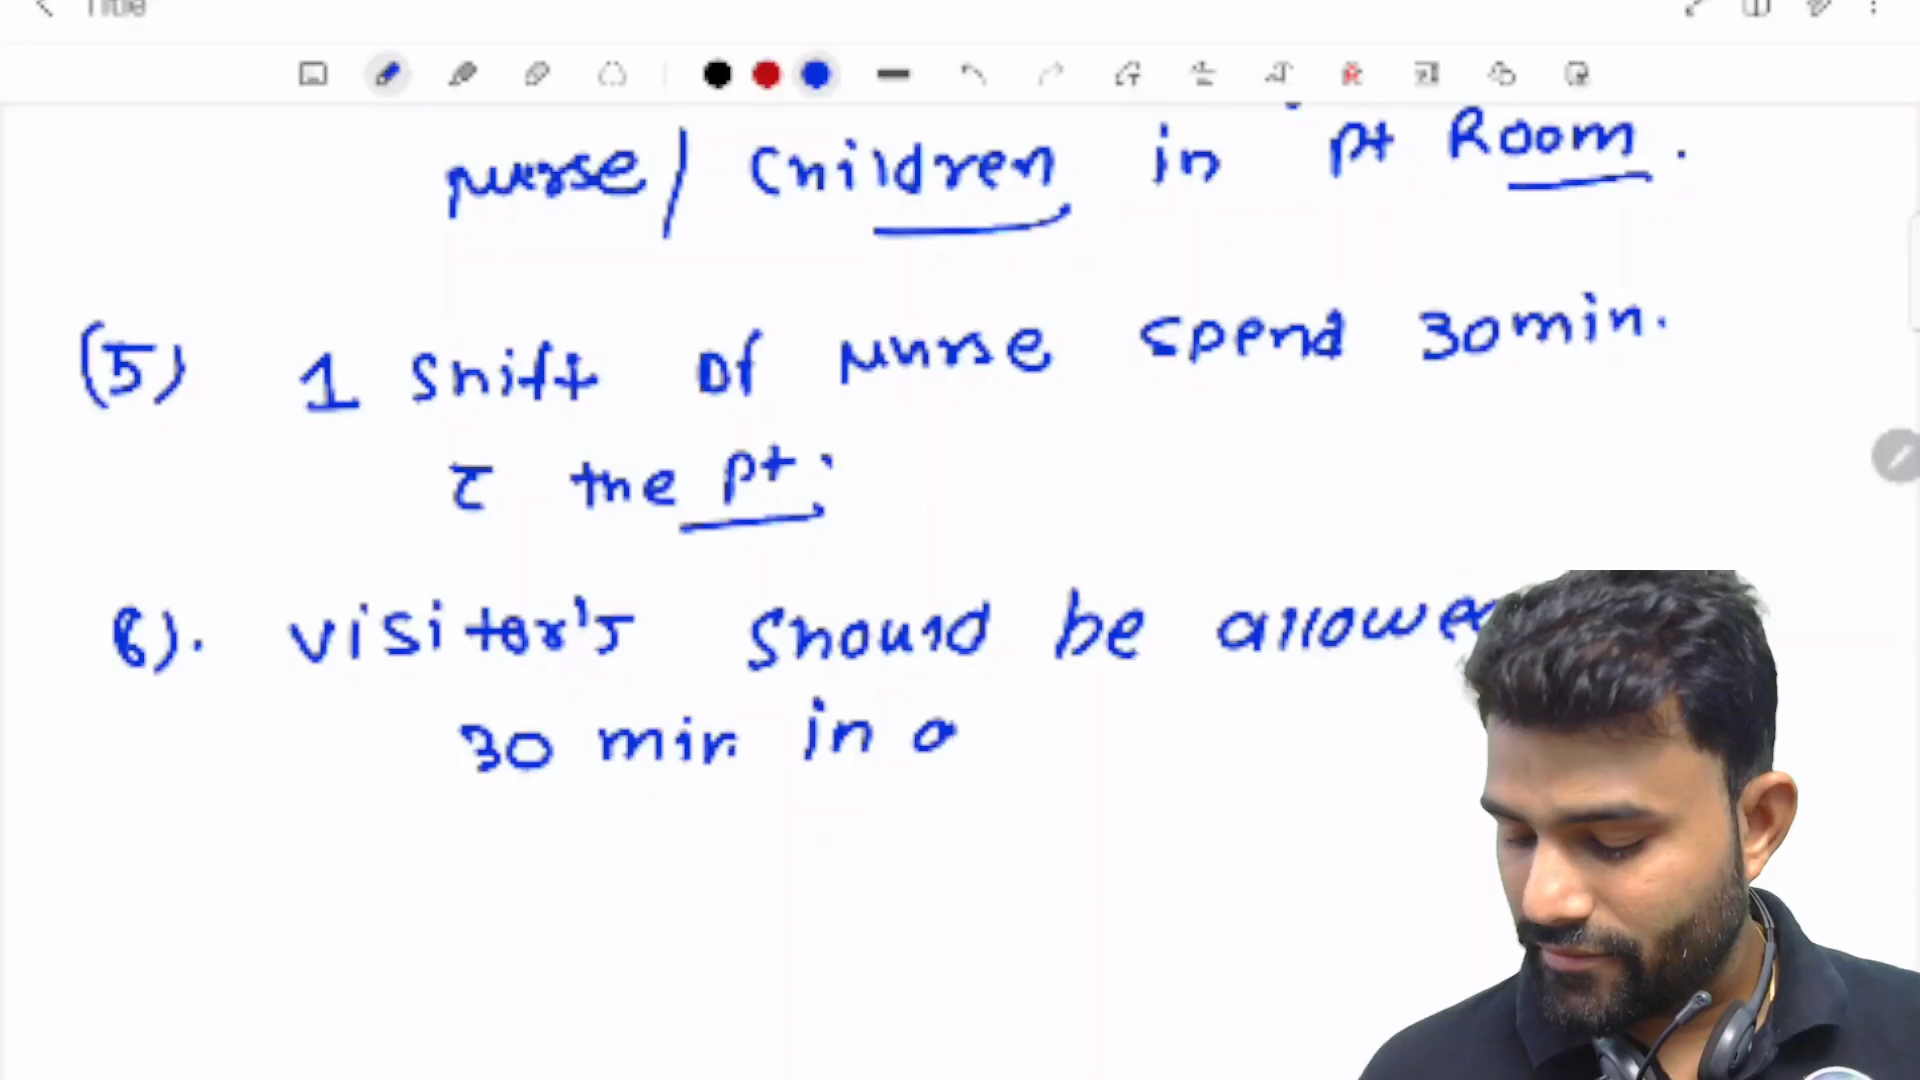 Title
nurse/ Children in pt Room.
(5) 1 shift of nurse spend 30min.
c̄ the pt.
6). visitor's should be allowed
30 min in a